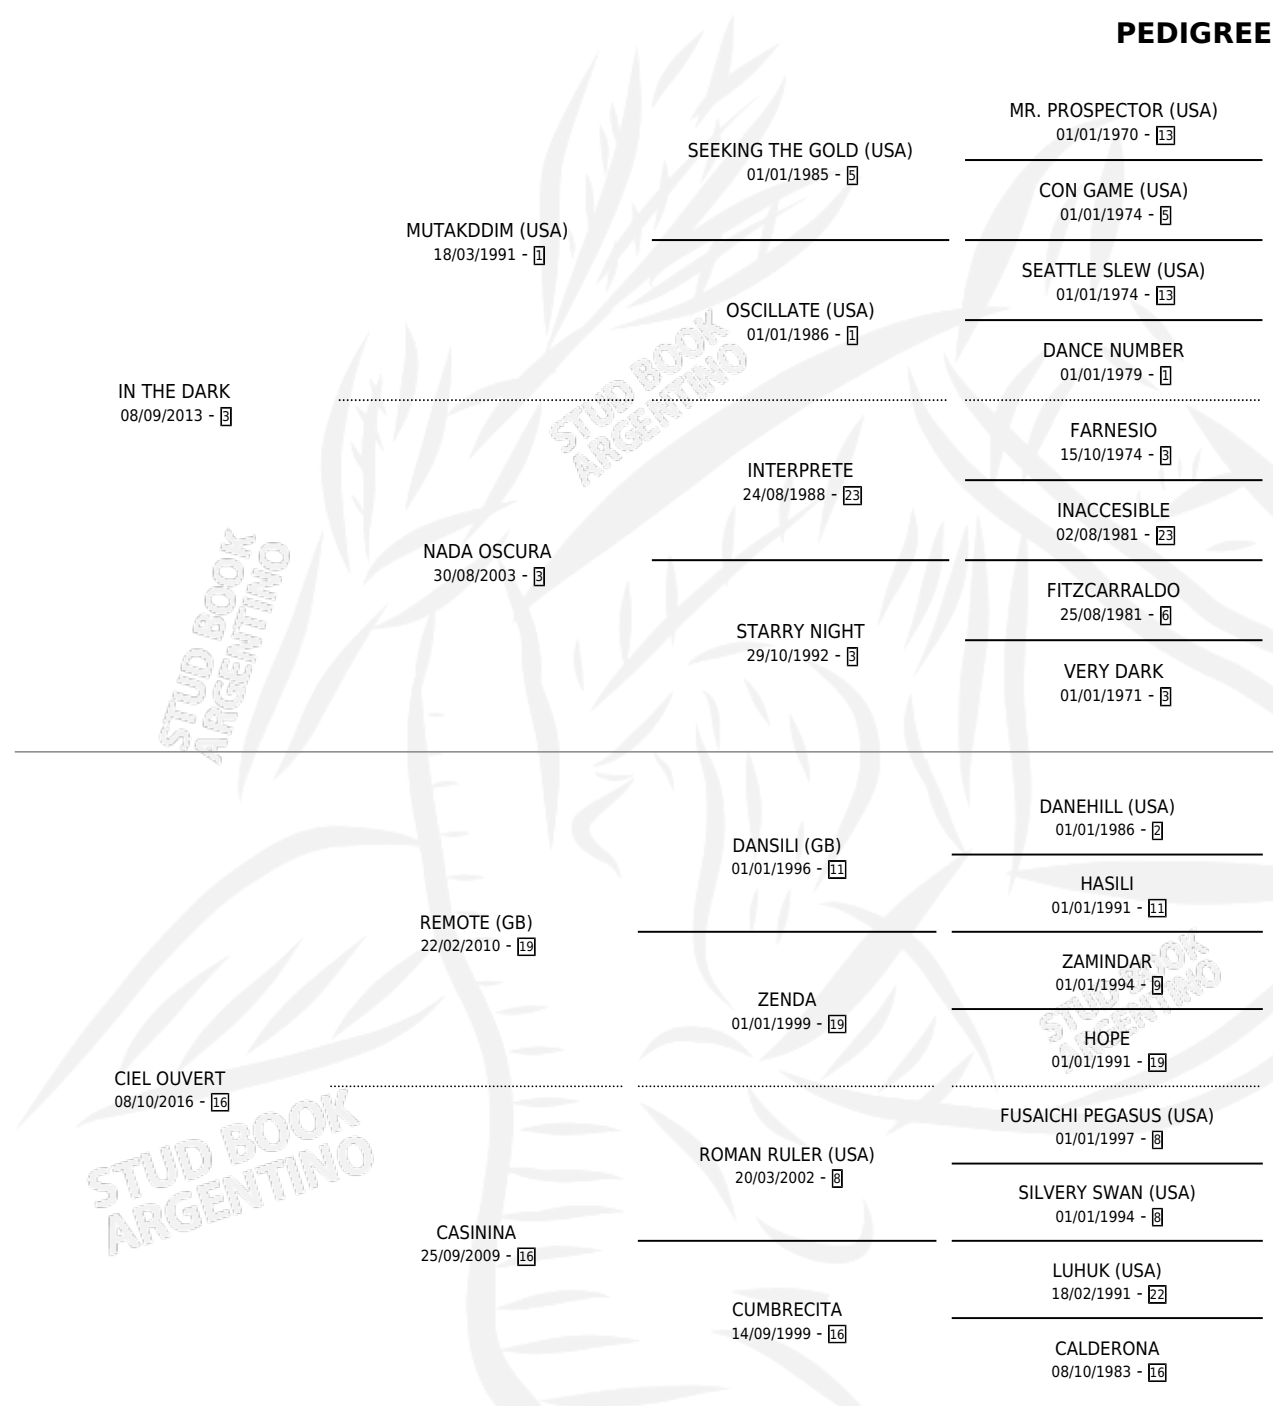 PEDIGREE
MR. PROSPECTOR (USA)
01/01/1970 - 13
SEEKING THE GOLD (USA)
01/01/1985 - 5
CON GAME (USA)
01/01/1974 - 5
MUTAKDDIM (USA)
18/03/1991 - 1
SEATTLE SLEW (USA)
01/01/1974 - 13
OSCILLATE (USA)
01/01/1986 - 1
DANCE NUMBER
01/01/1979 - 1
IN THE DARK
08/09/2013 - 3
STUD BOOK
ARGENTINO
FARNESIO
15/10/1974 - 3
INTERPRETE
24/08/1988 - 23
INACCESIBLE
02/08/1981 - 23
NADA OSCURA
30/08/2003 - 3
FITZCARRALDO
25/08/1981 - 6
STARRY NIGHT
29/10/1992 - 3
VERY DARK
01/01/1971 - 3
STUD BOOK
ARGENTINO
DANEHILL (USA)
01/01/1986 - 2
DANSILI (GB)
01/01/1996 - 11
HASILI
01/01/1991 - 11
REMOTE (GB)
22/02/2010 - 19
ZAMINDAR
01/01/1994 - 9
ZENDA
01/01/1999 - 19
HOPE
01/01/1991 - 19
STUD BOOK
ARGENTINO
CIEL OUVERT
08/10/2016 - 16
FUSAICHI PEGASUS (USA)
01/01/1997 - 8
ROMAN RULER (USA)
20/03/2002 - 8
SILVERY SWAN (USA)
01/01/1994 - 8
STUD BOOK
ARGENTINO
CASININA
25/09/2009 - 16
LUHUK (USA)
18/02/1991 - 22
CUMBRECITA
14/09/1999 - 16
CALDERONA
08/10/1983 - 16